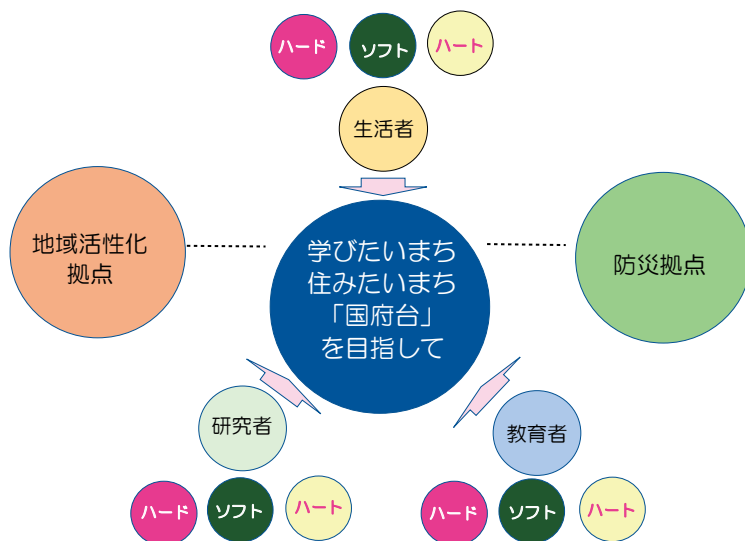 ハード
ソフト
ハート
生活者
地域活性化
拠点
学びたいまち
住みたいまち
「国府台」
を目指して
防災拠点
研究者
教育者
ハード
ソフト
ハート
ハード
ソフト
ハート